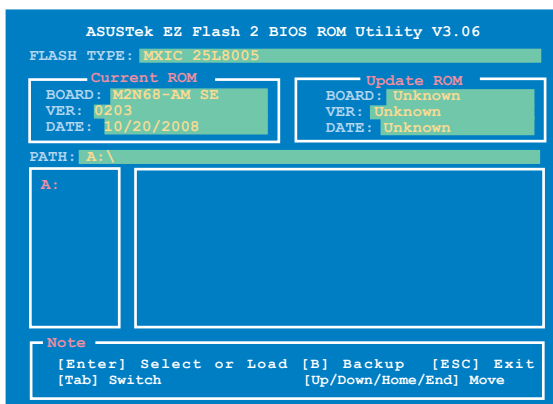 ASUSTek EZ Flash 2 BIOS ROM Utility V3.06
FLASH TYPE: MXIC 25L8005
Current ROM
BOARD: M2N68-AM SE
VER: 0203
DATE: 10/20/2008
Update ROM
BOARD: Unknown
VER: Unknown
DATE: Unknown
PATH: A:\
A:
Note
[Enter] Select or Load [B] Backup [ESC] Exit
[Tab] Switch [Up/Down/Home/End] Move